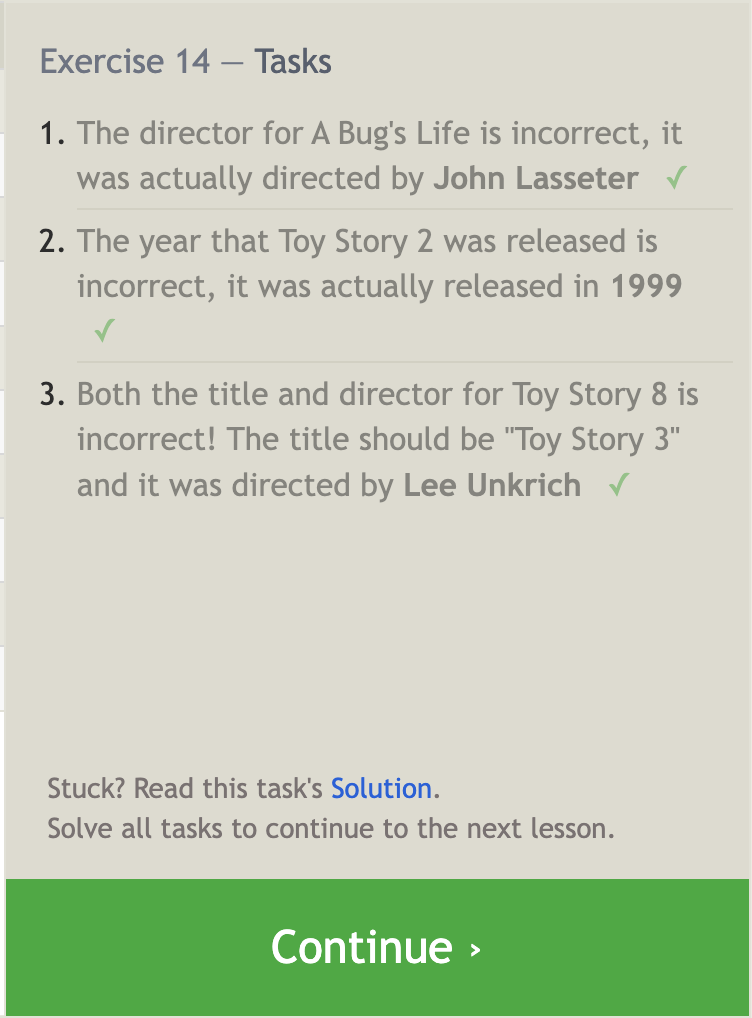 Exercise 14 — Tasks
1. The director for A Bug's Life is incorrect, it
was actually directed by John Lasseter ✓
2. The year that Toy Story 2 was released is
incorrect, it was actually released in 1999
✓
3. Both the title and director for Toy Story 8 is
incorrect! The title should be "Toy Story 3"
and it was directed by Lee Unkrich ✓
Stuck? Read this task's Solution.
Solve all tasks to continue to the next lesson.
Continue ›